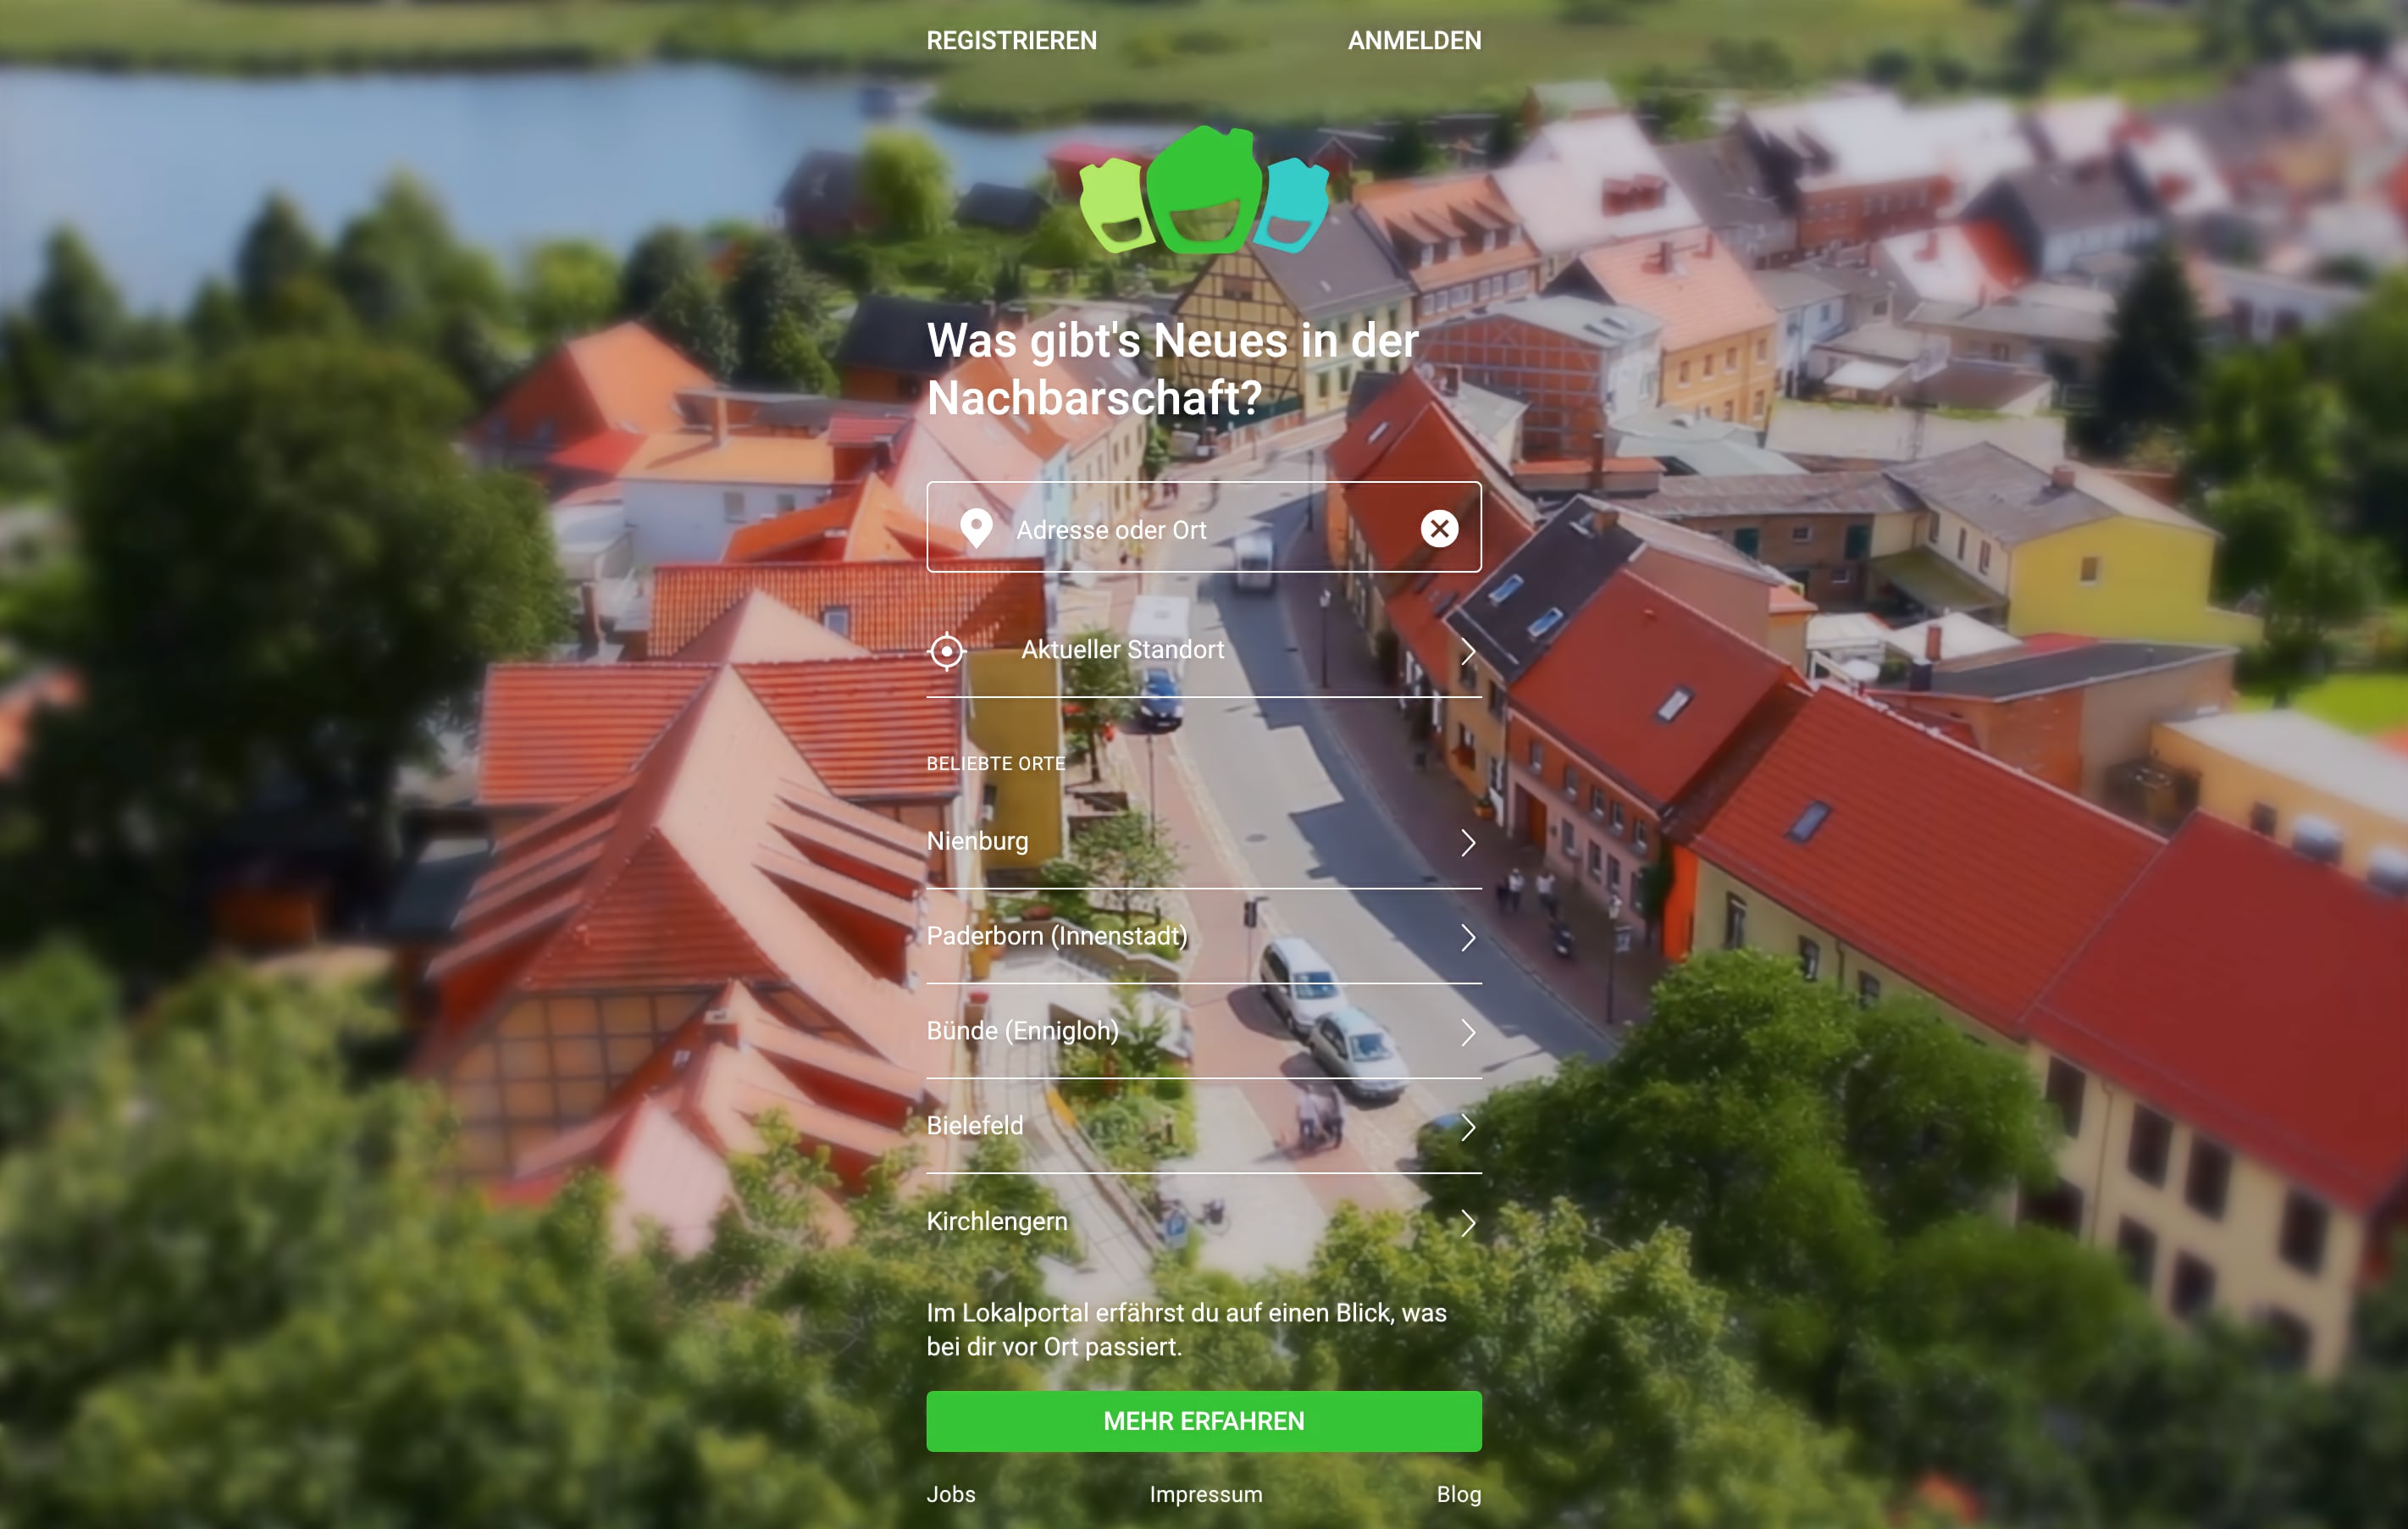 REGISTRIEREN ANMELDEN
Was gibt's Neues in der
Nachbarschaft?
Adresse oder Ort
Aktueller Standort
BELIEBTE ORTE
Nienburg
Paderborn (Innenstadt)
Bünde (Ennigloh)
Bielefeld
Kirchlengern
Im Lokalportal erfährst du auf einen Blick, was
bei dir vor Ort passiert.
MEHR ERFAHREN
Jobs Impressum Blog